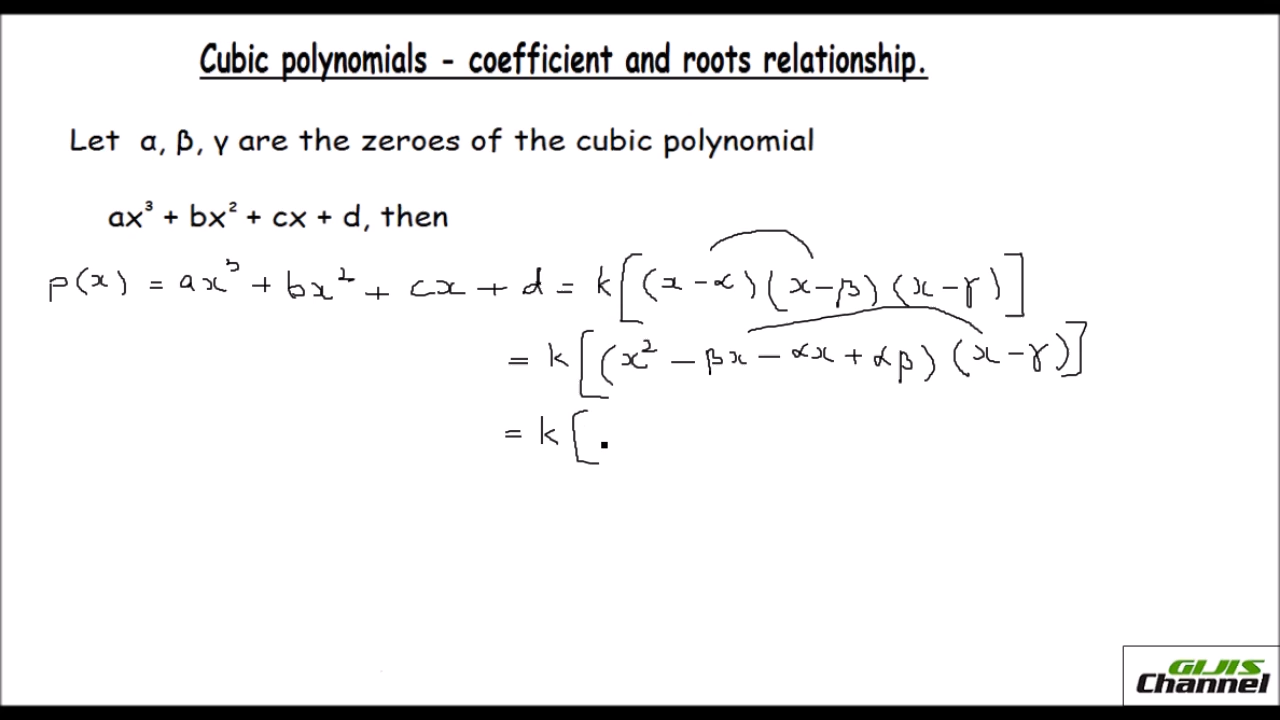 Cubic polynomials - coefficient and roots relationship.
Let α, β, γ are the zeroes of the cubic polynomial
ax³ + bx² + cx + d, then
p(x) = ax³ + bx² + cx + d = k[(x-α)(x-β)(x-γ)]
= k[(x² - βx - αx + αβ)(x-γ)]
= k[
GIJIS
Channel